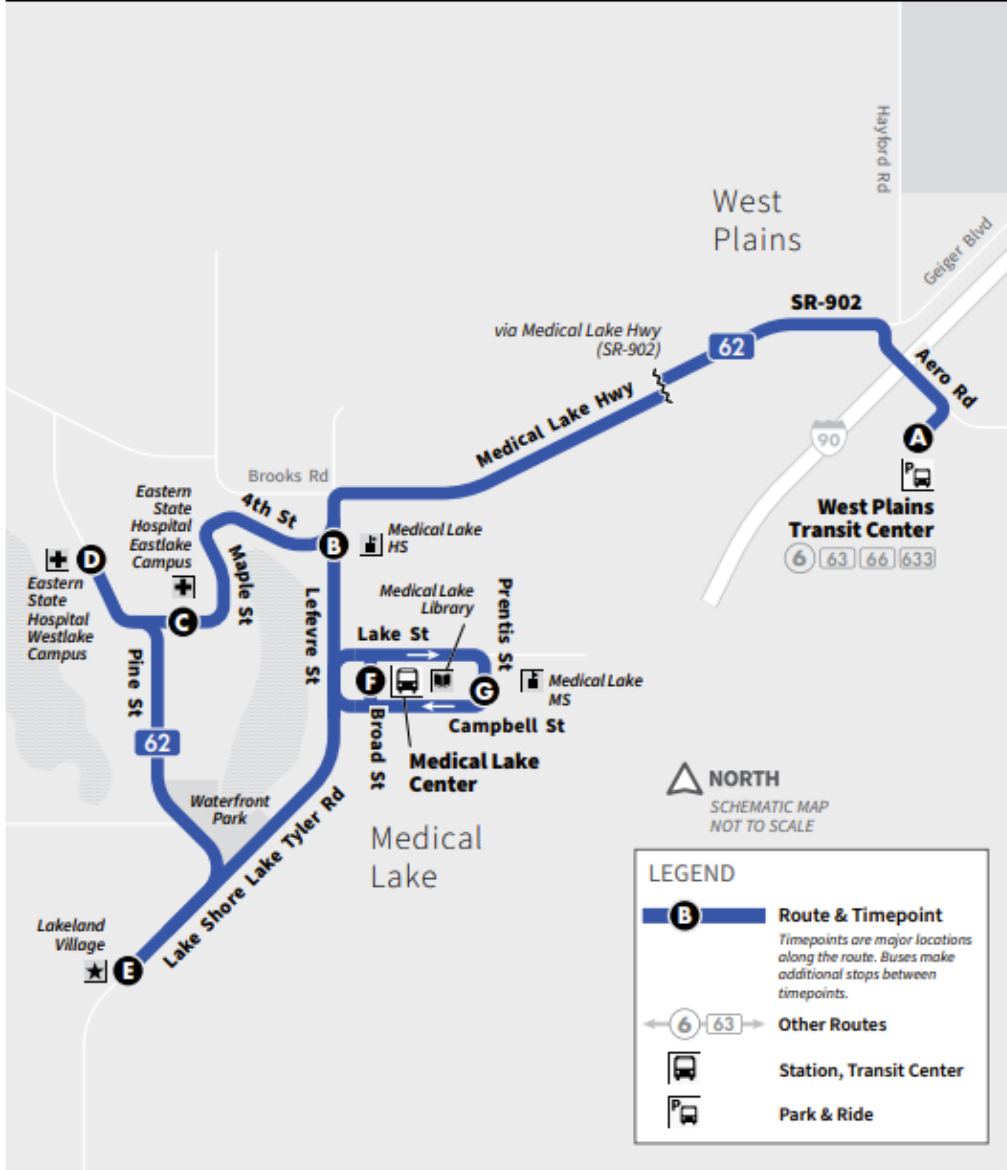 Hayford Rd
West
Plains
Geiger Blvd
SR-902
via Medical Lake Hwy
(SR-902)
62
Aero Rd
Medical Lake Hwy
90
A
P
West Plains
Transit Center
6 63 66 633
Brooks Rd
Eastern
State
Hospital
Eastlake
Campus
4th St
B
Medical Lake
HS
D
Maple St
Eastern
State
Hospital
Westlake
Campus
C
Lefevre St
Medical Lake
Library
Prentis St
Lake St
Pine St
F
G
Medical Lake
MS
Campbell St
Broad St
Medical Lake
Center
62
Waterfront
Park
Lake Shore Lake Tyler Rd
Medical
Lake
NORTH
SCHEMATIC MAP
NOT TO SCALE
Lakeland
Village
E
LEGEND
B
Route & Timepoint
Timepoints are major locations
along the route. Buses make
additional stops between
timepoints.
6 63
Other Routes
Station, Transit Center
P
Park & Ride